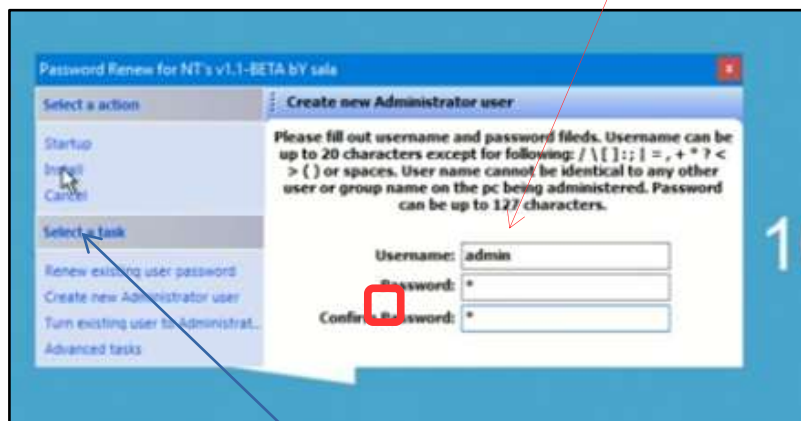 Password Renew for NT's v1.1-BETA bY sala
x
Select a action
Startup
Install
Cancel
Select a task
Renew existing user password
Create new Administrator user
Turn existing user to Administrat..
Advanced tasks
Create new Administrator user
Please fill out username and password fileds. Username can be
up to 20 characters except for following: / \ [ ] : ; | = , + * ? <
> ( ) or spaces. User name cannot be identical to any other
user or group name on the pc being administered. Password
can be up to 127 characters.
Username: admin
Password: *
Confirm Password: *
1